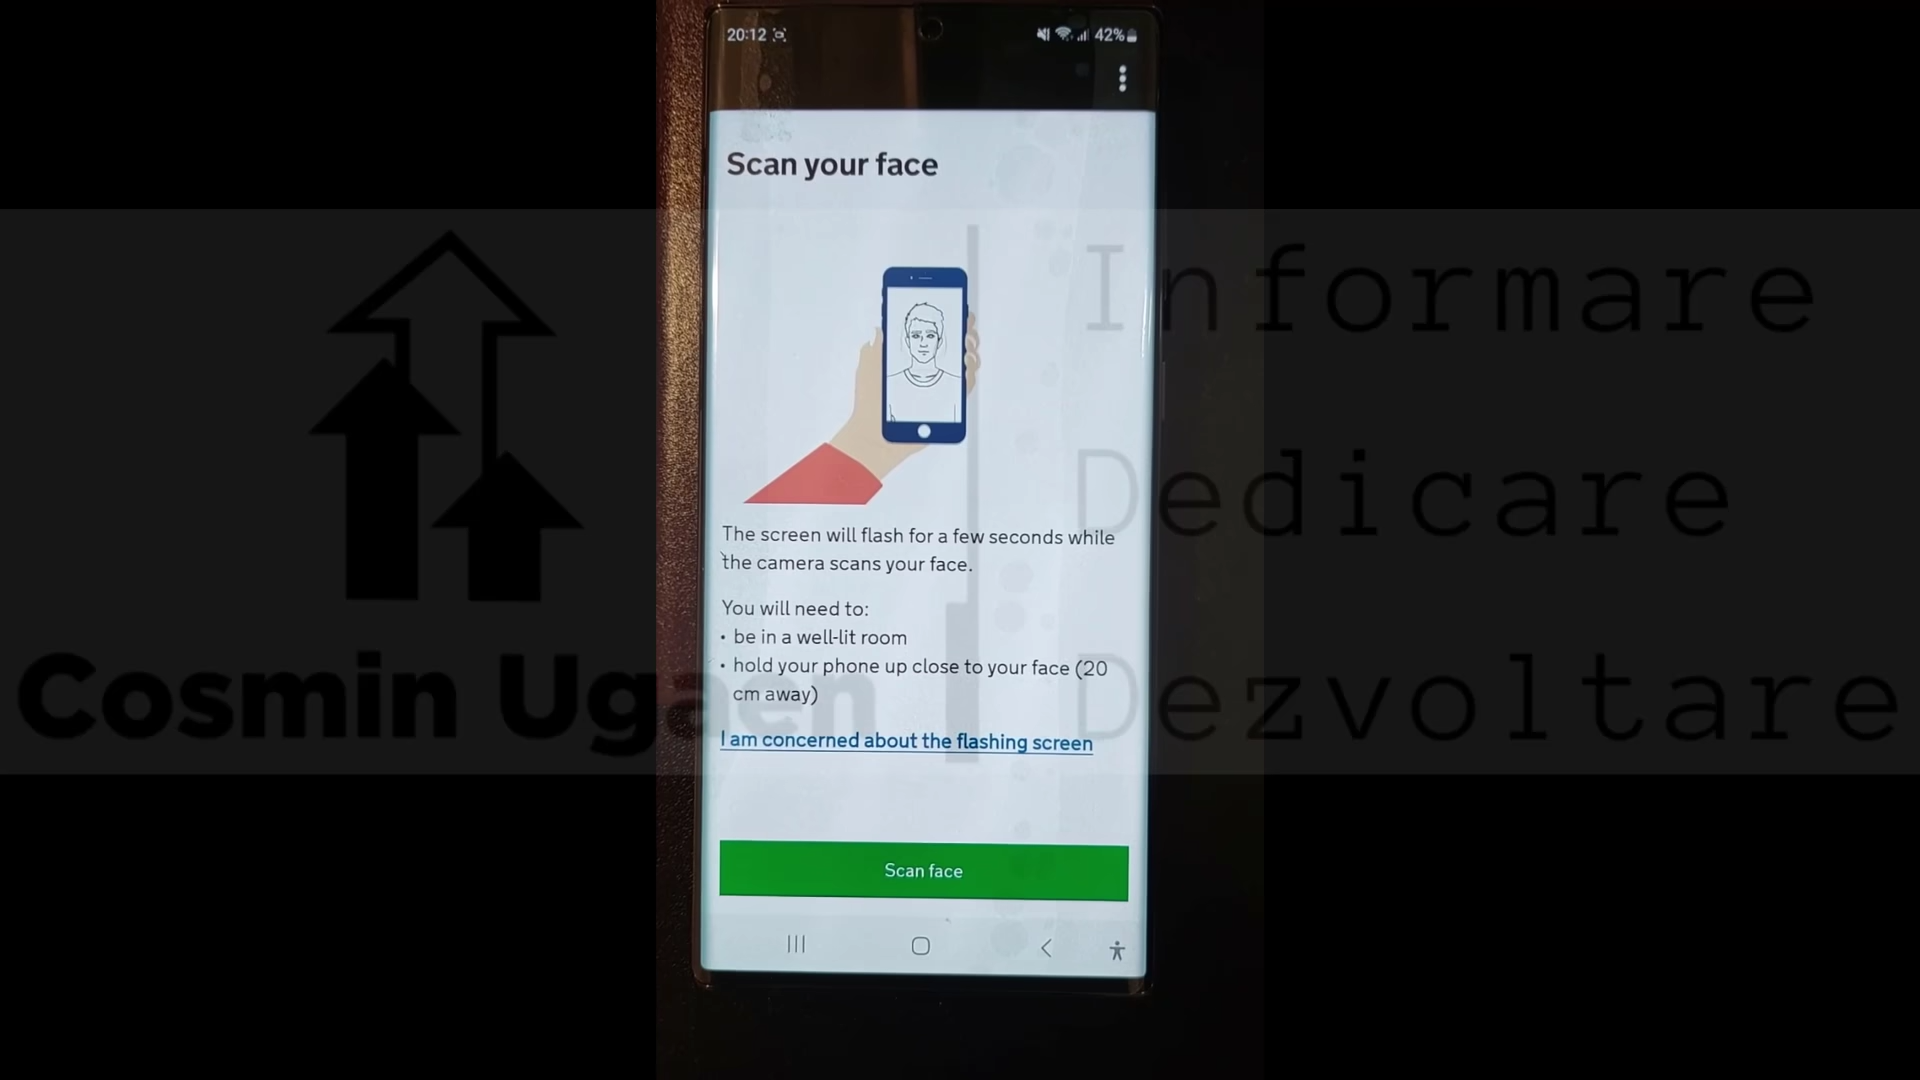 20:12
42%
Scan your face
The screen will flash for a few seconds while
the camera scans your face.
You will need to:
• be in a well-lit room
• hold your phone up close to your face (20
cm away)
I am concerned about the flashing screen
Scan face
Cosmin Ugaen
Informare
Dedicare
Dezvoltare